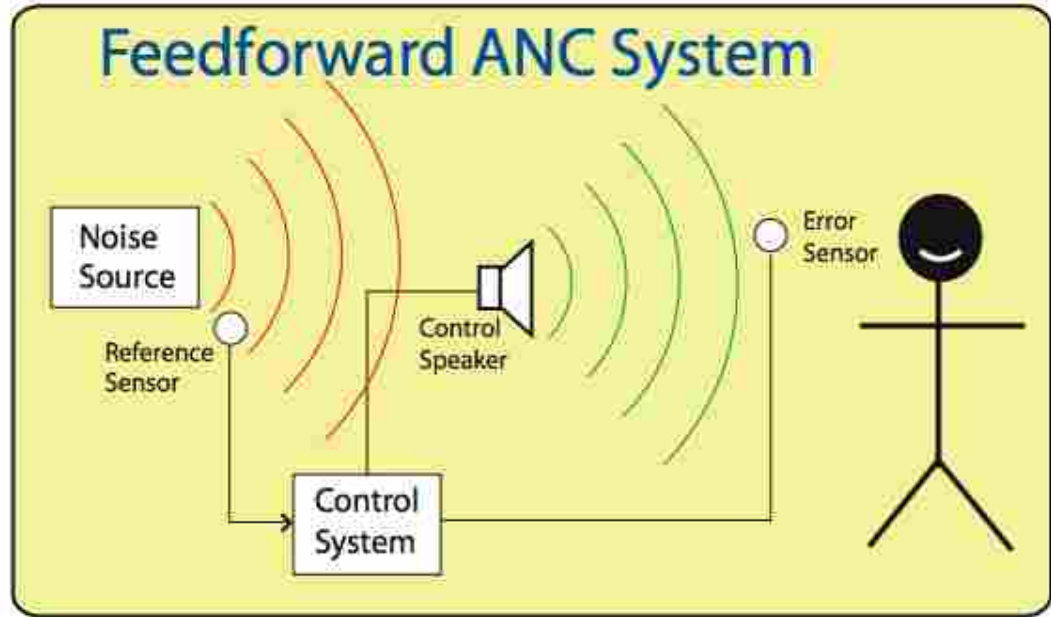 Feedforward ANC System
Noise
Source
Reference
Sensor
Control
Speaker
Error
Sensor
Control
System